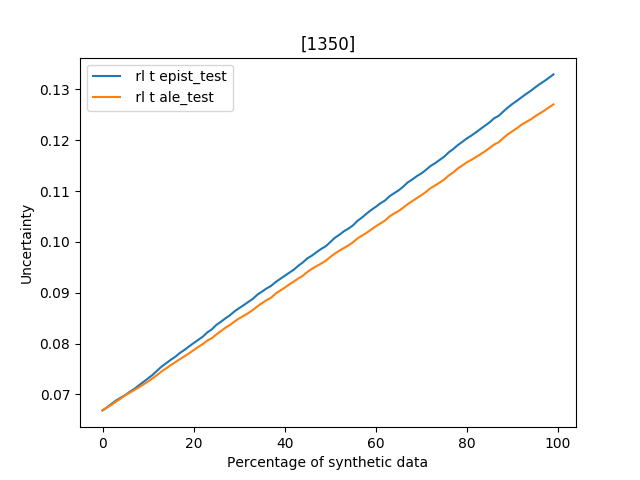 [1350]
rl t epist_test
rl t ale_test
0.13
0.12
0.11
0.10
0.09
0.08
0.07
Uncertainty
0 20 40 60 80 100
Percentage of synthetic data